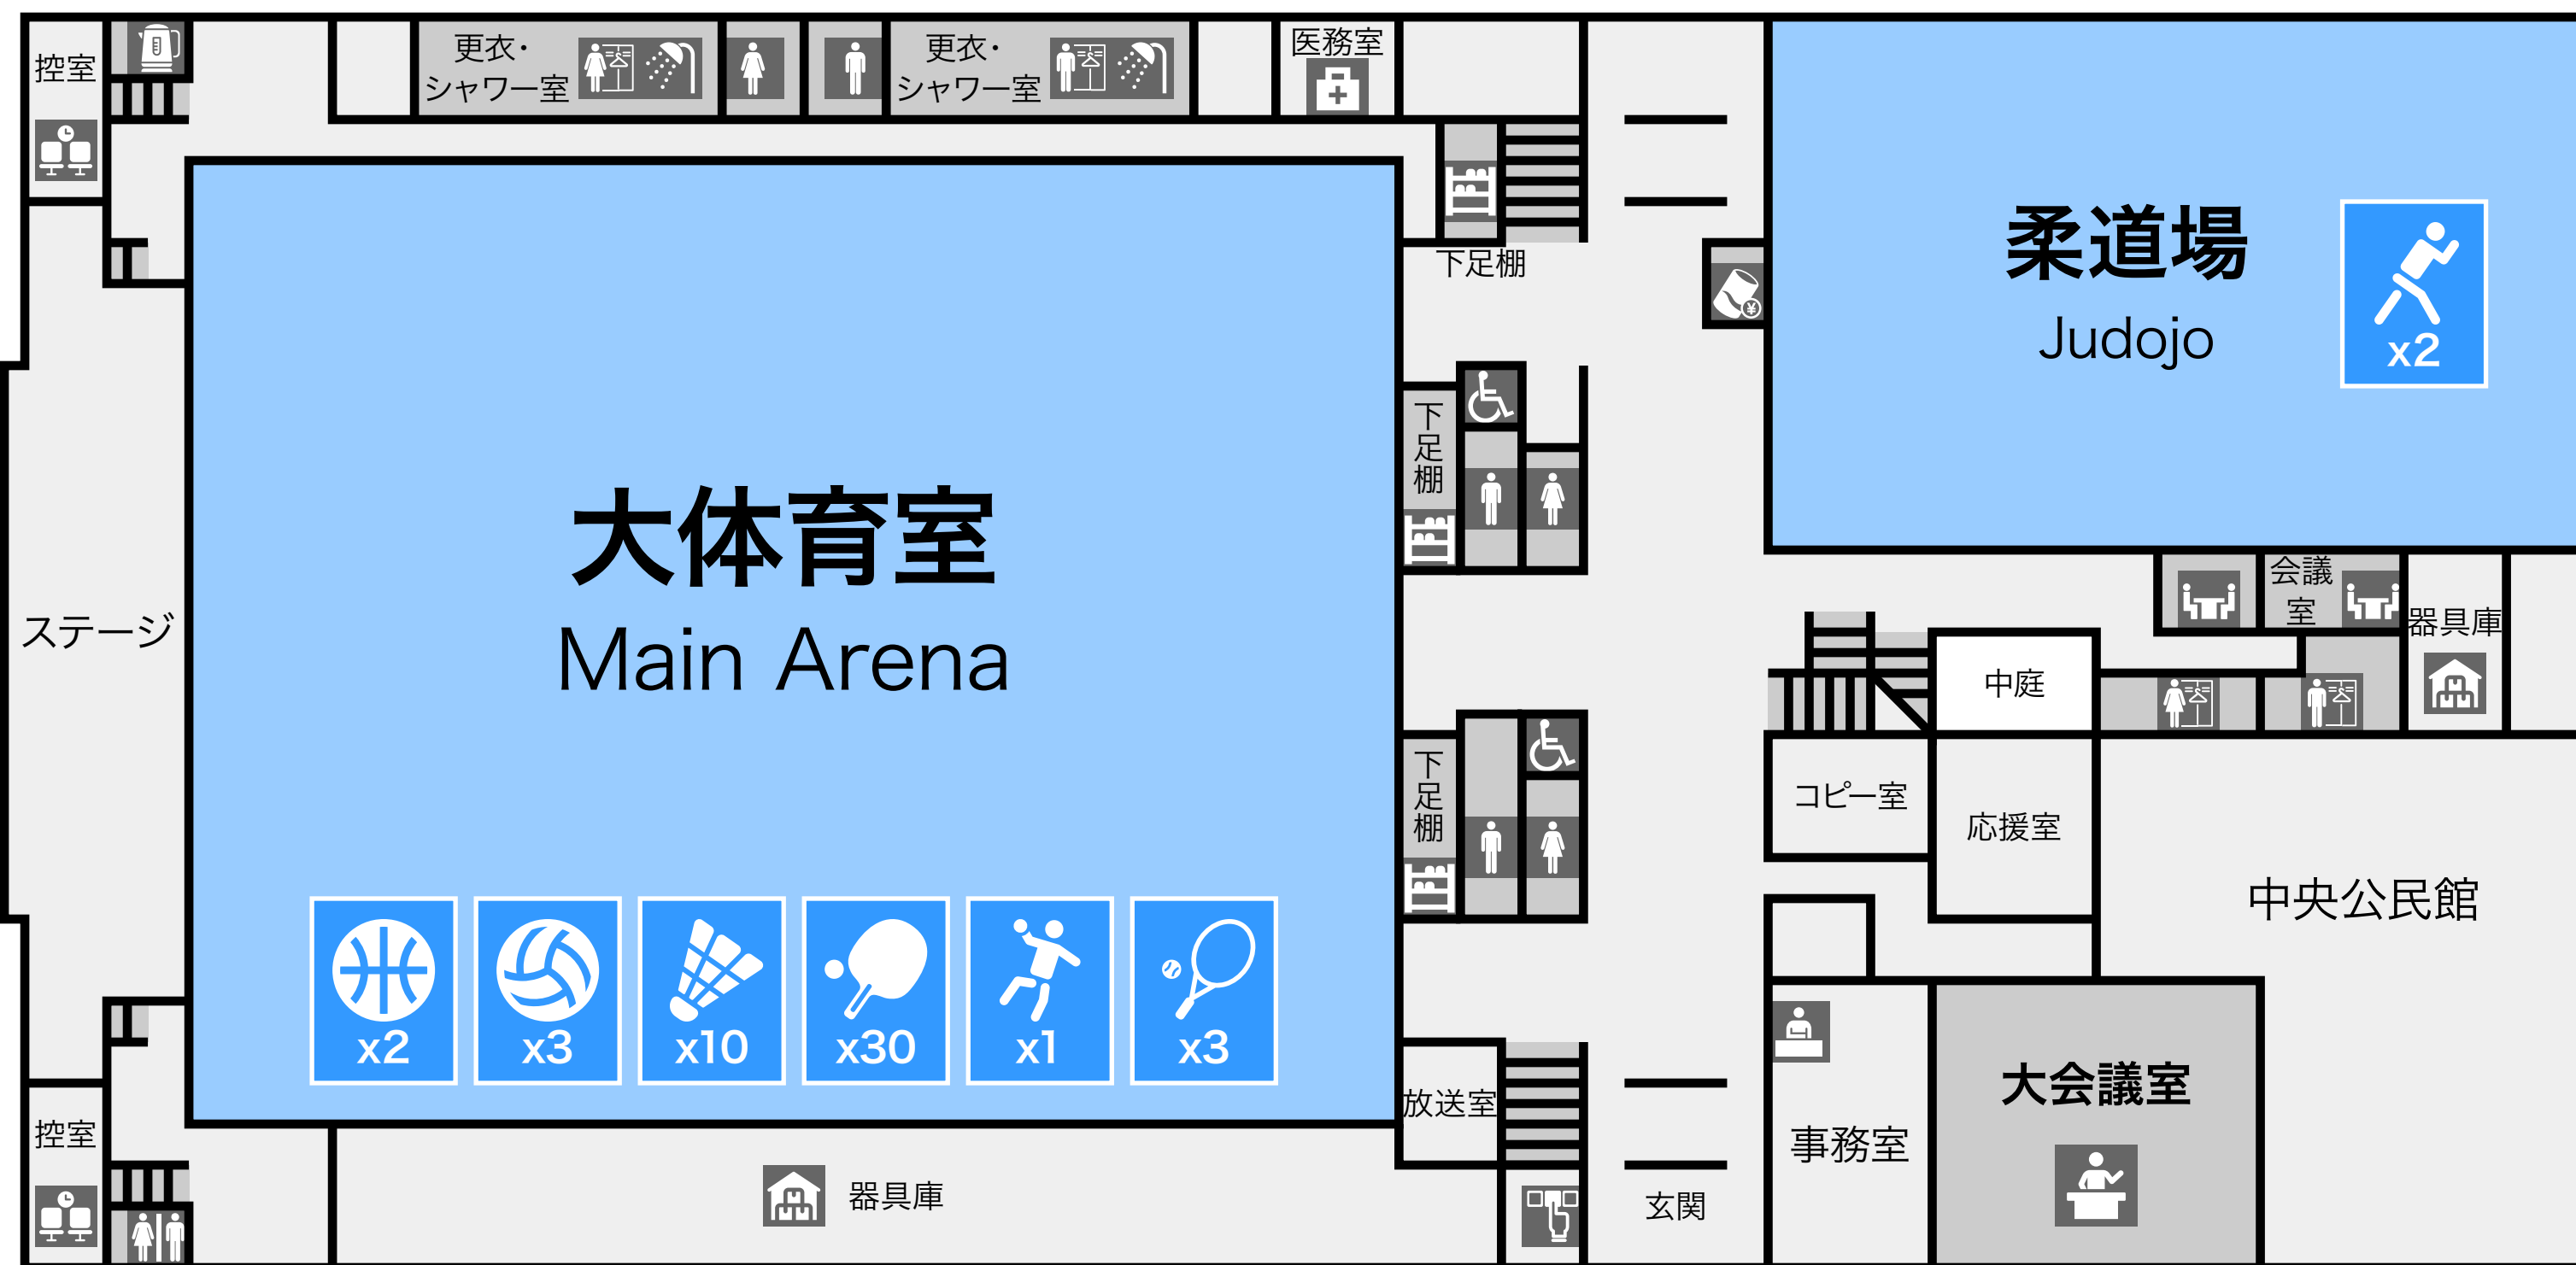 控室
更衣・
シャワー室
更衣・
シャワー室
医務室
下足棚
柔道場
Judojo
x2
下足棚
大体育室
Main Arena
ステージ
会議
室
器具庫
中庭
下足棚
コピー室
応援室
中央公民館
x2
x3
x10
x30
x1
x3
放送室
大会議室
控室
事務室
器具庫
玄関
¥